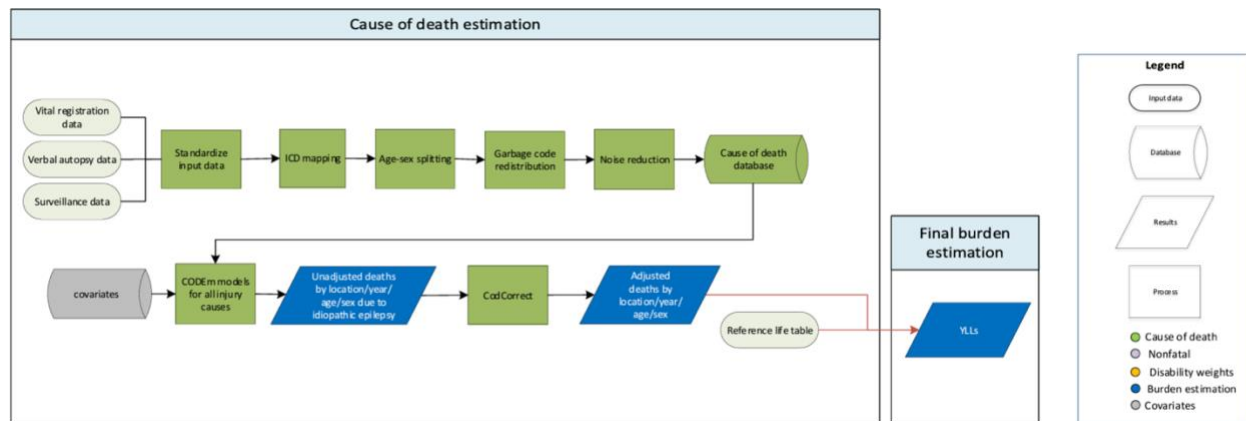 Cause of death estimation
Vital registration
data
Verbal autopsy data
Surveillance data
Standardize
input data
ICD mapping
Age-sex splitting
Garbage code
redistribution
Noise reduction
Cause of death
database
covariates
CODEm models
for all injury
causes
Unadjusted deaths
by location/year/
age/sex due to
idiopathic epilepsy
CodCorrect
Adjusted
deaths by
location/year/
age/sex
Reference life table
Final burden
estimation
YLLs
Legend
Input data
Database
Results
Process
Cause of death
Nonfatal
Disability weights
Burden estimation
Covariates